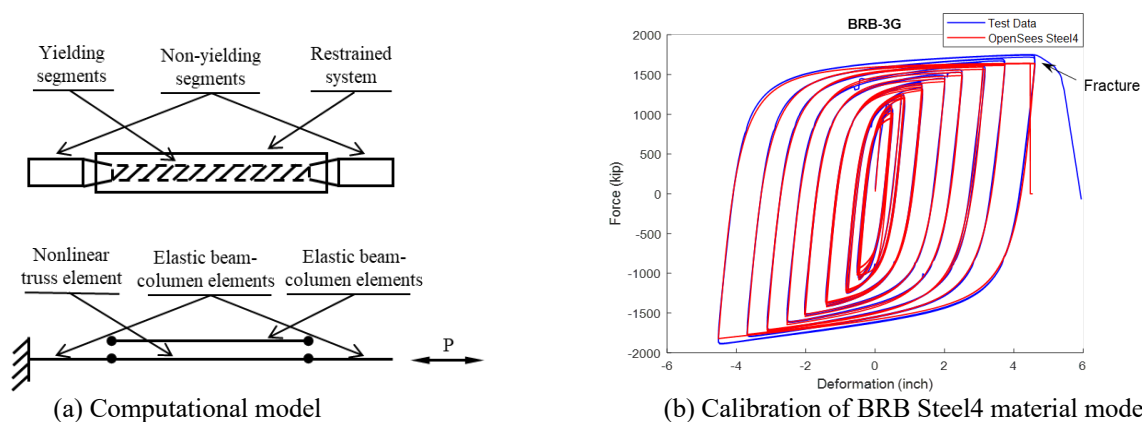 Yielding
segments
Non-yielding
segments
Restrained
system
Nonlinear
truss element
Elastic beam-
columen elements
Elastic beam-
columen elements
P
(a) Computational model
BRB-3G
Test Data
OpenSees Steel4
Fracture
Force (kip)
2000
1500
1000
500
0
-500
-1000
-1500
-2000
-6
-4
-2
0
2
4
6
Deformation (inch)
(b) Calibration of BRB Steel4 material mode